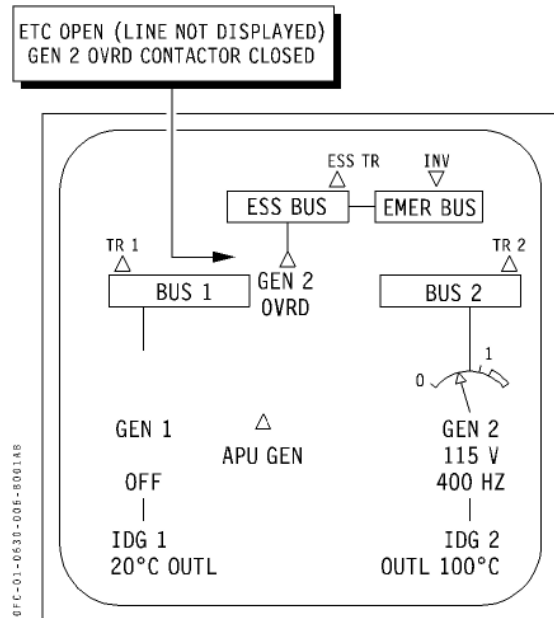 ETC OPEN (LINE NOT DISPLAYED)
GEN 2 OVRD CONTACTOR CLOSED
ESS TR
INV
ESS BUS
EMER BUS
TR 1
TR 2
BUS 1
GEN 2
OVRD
BUS 2
0
1
GEN 1
APU GEN
GEN 2
115 V
400 HZ
OFF
IDG 1
20°C OUTL
IDG 2
OUTL 100°C
0FC-01-0630-006-B001AB